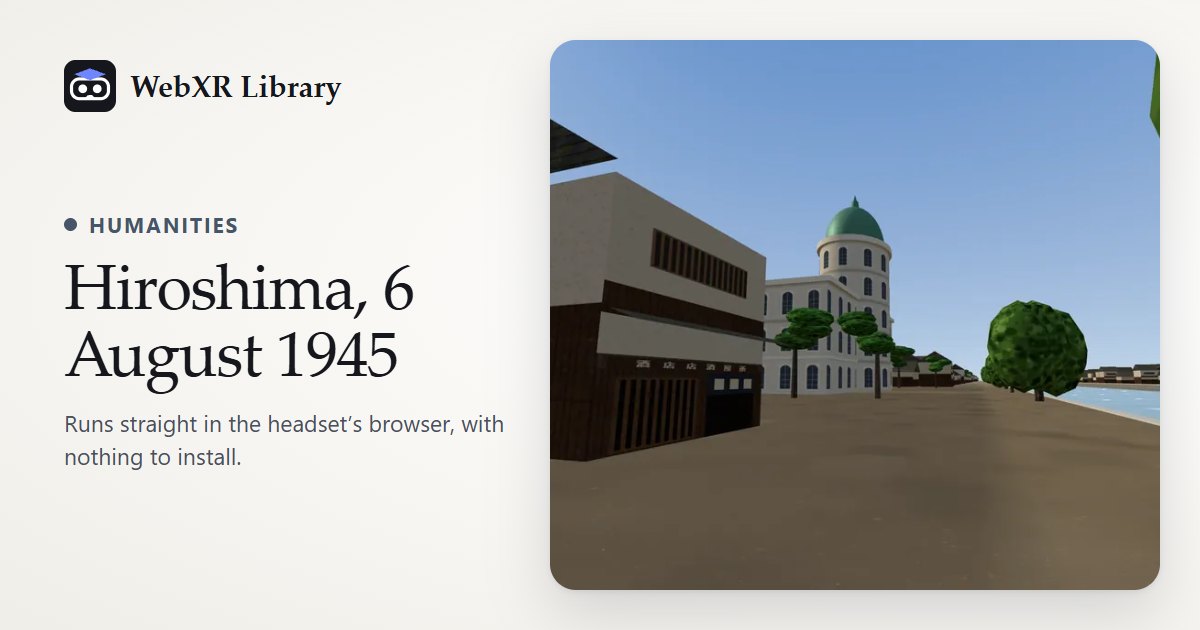 WebXR Library
HUMANITIES
Hiroshima, 6
August 1945
Runs straight in the headset’s browser, with
nothing to install.